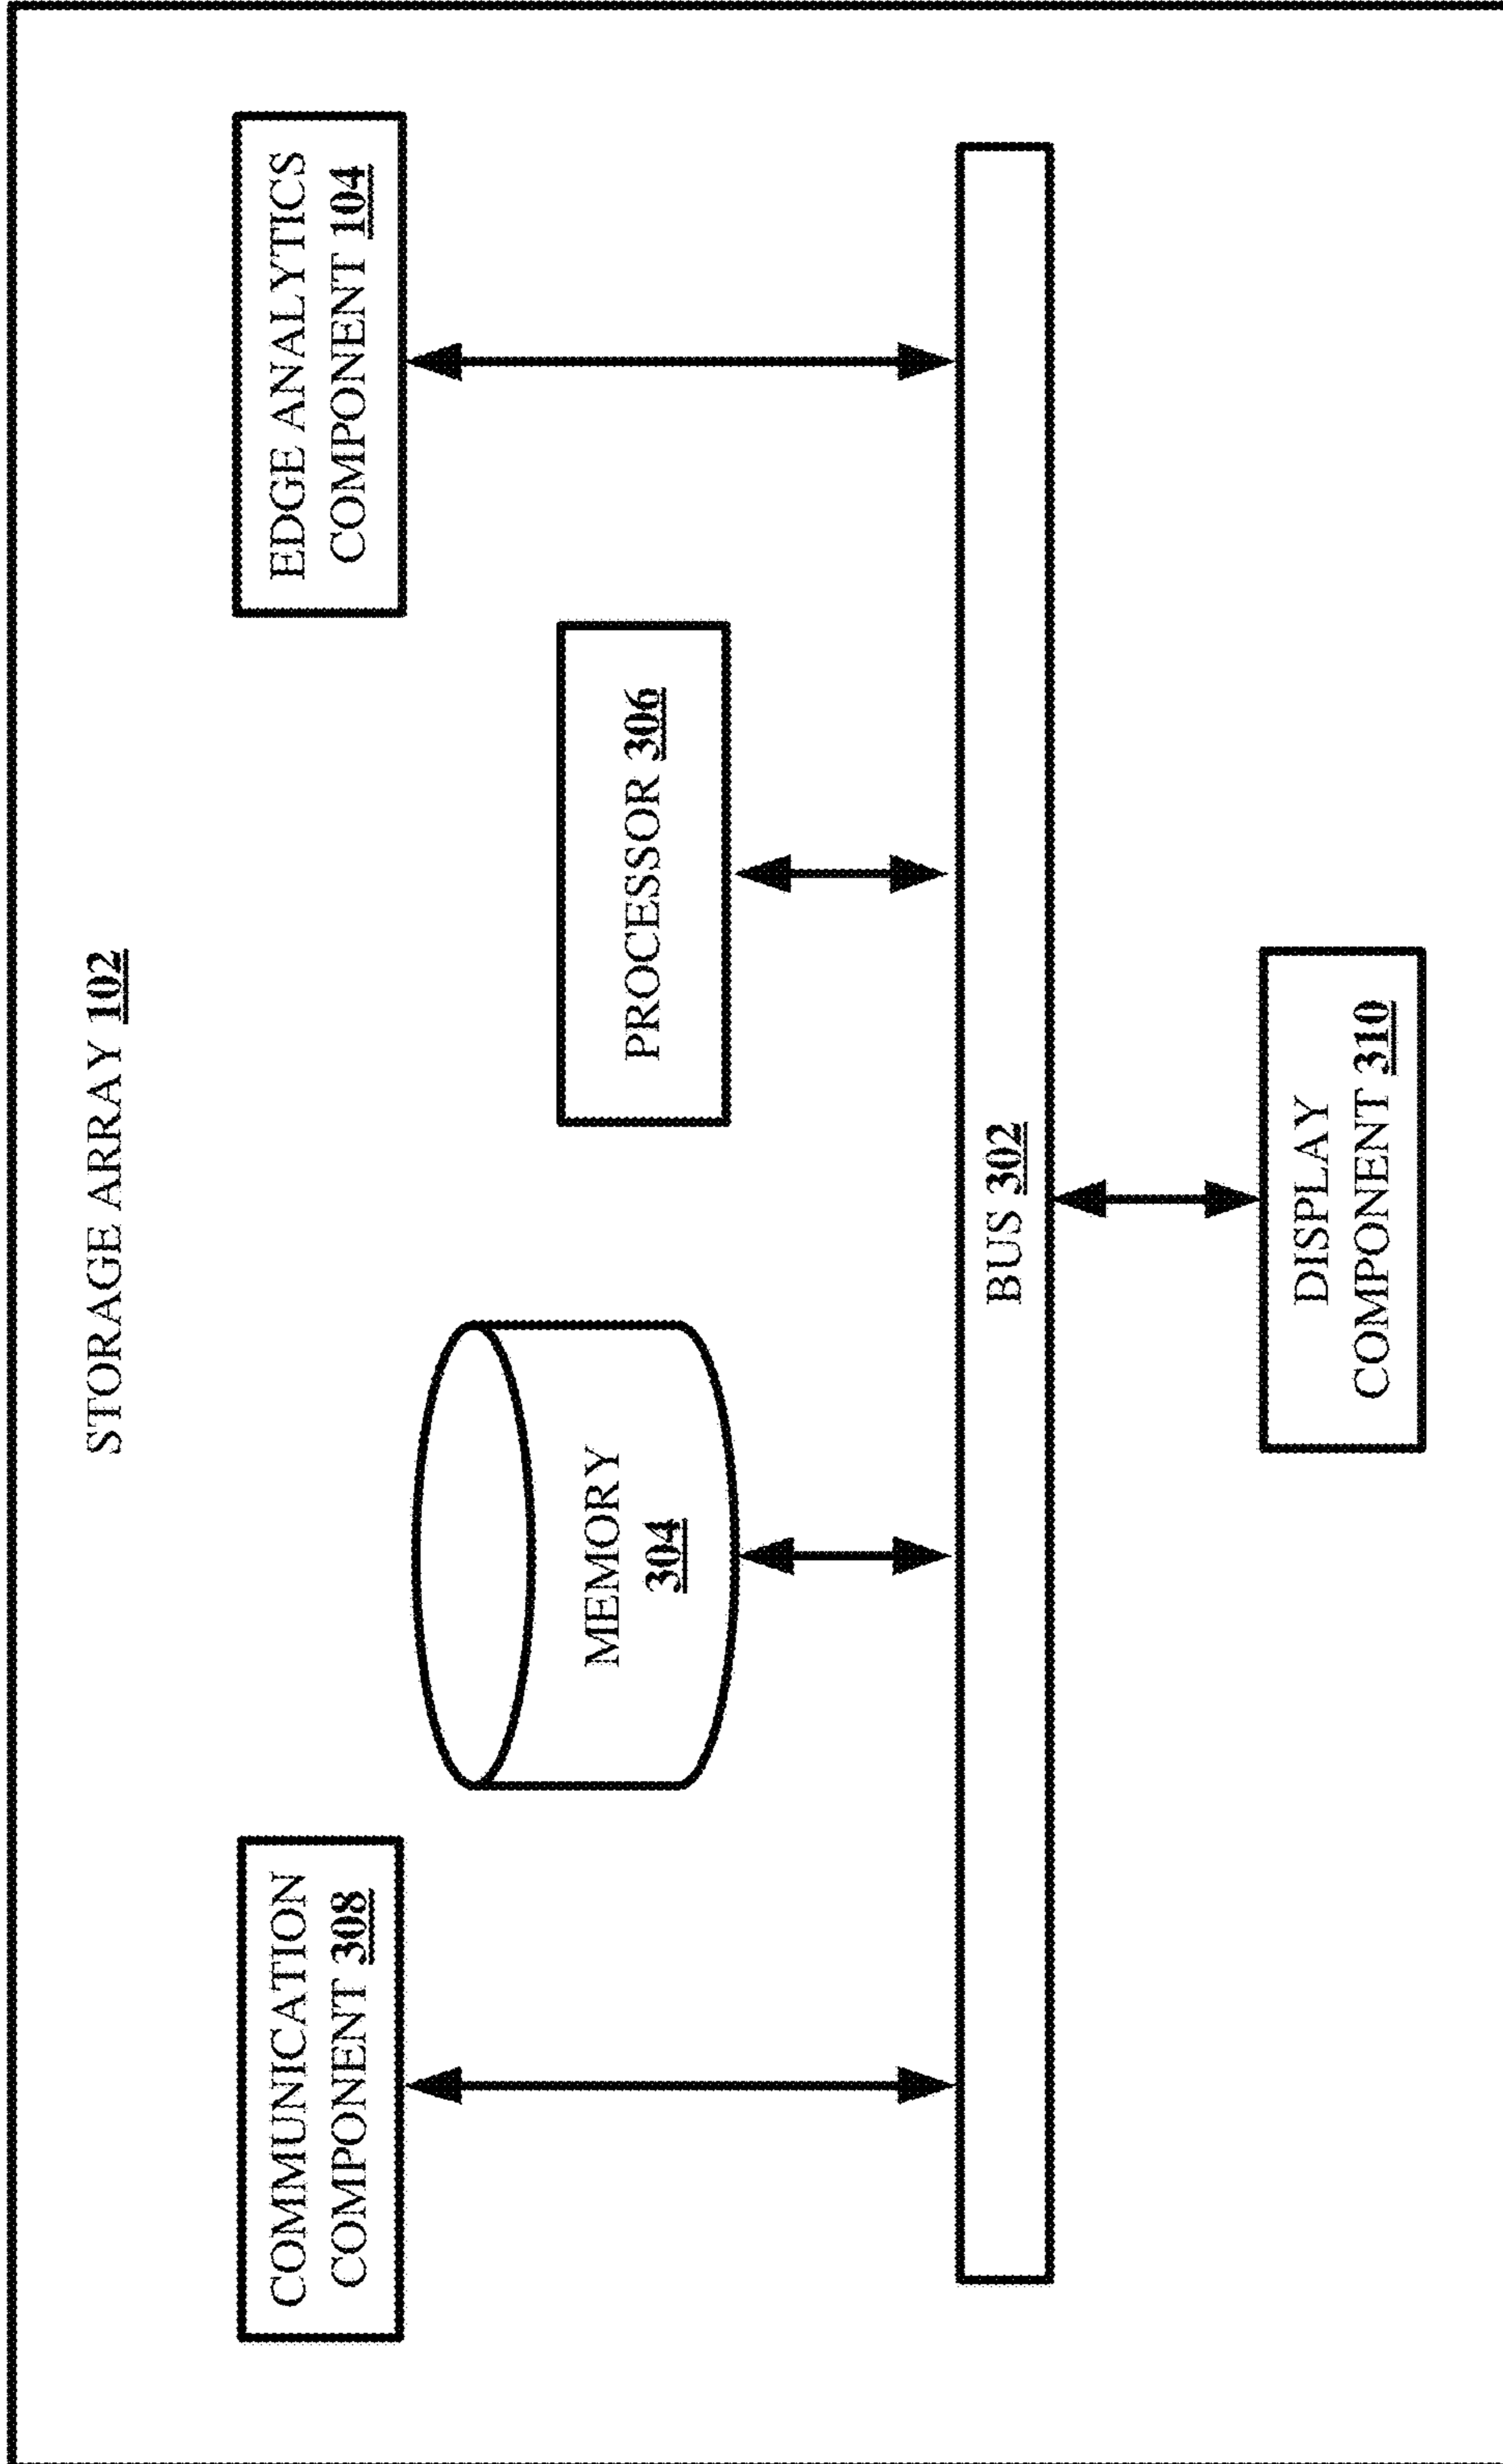 STORAGE ARRAY 102
COMMUNICATION
COMPONENT 308
EDGE ANALYTICS
COMPONENT 104
MEMORY
304
PROCESSOR 306
BUS 302
DISPLAY
COMPONENT 310